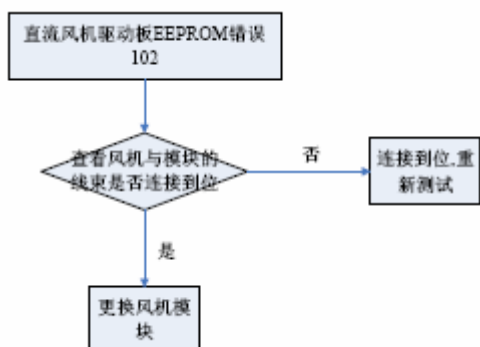 直流风机驱动板EEPROM错误
102
查看风机与模块的
线束是否连接到位
否
连接到位,重
新测试
是
更换风机模
块